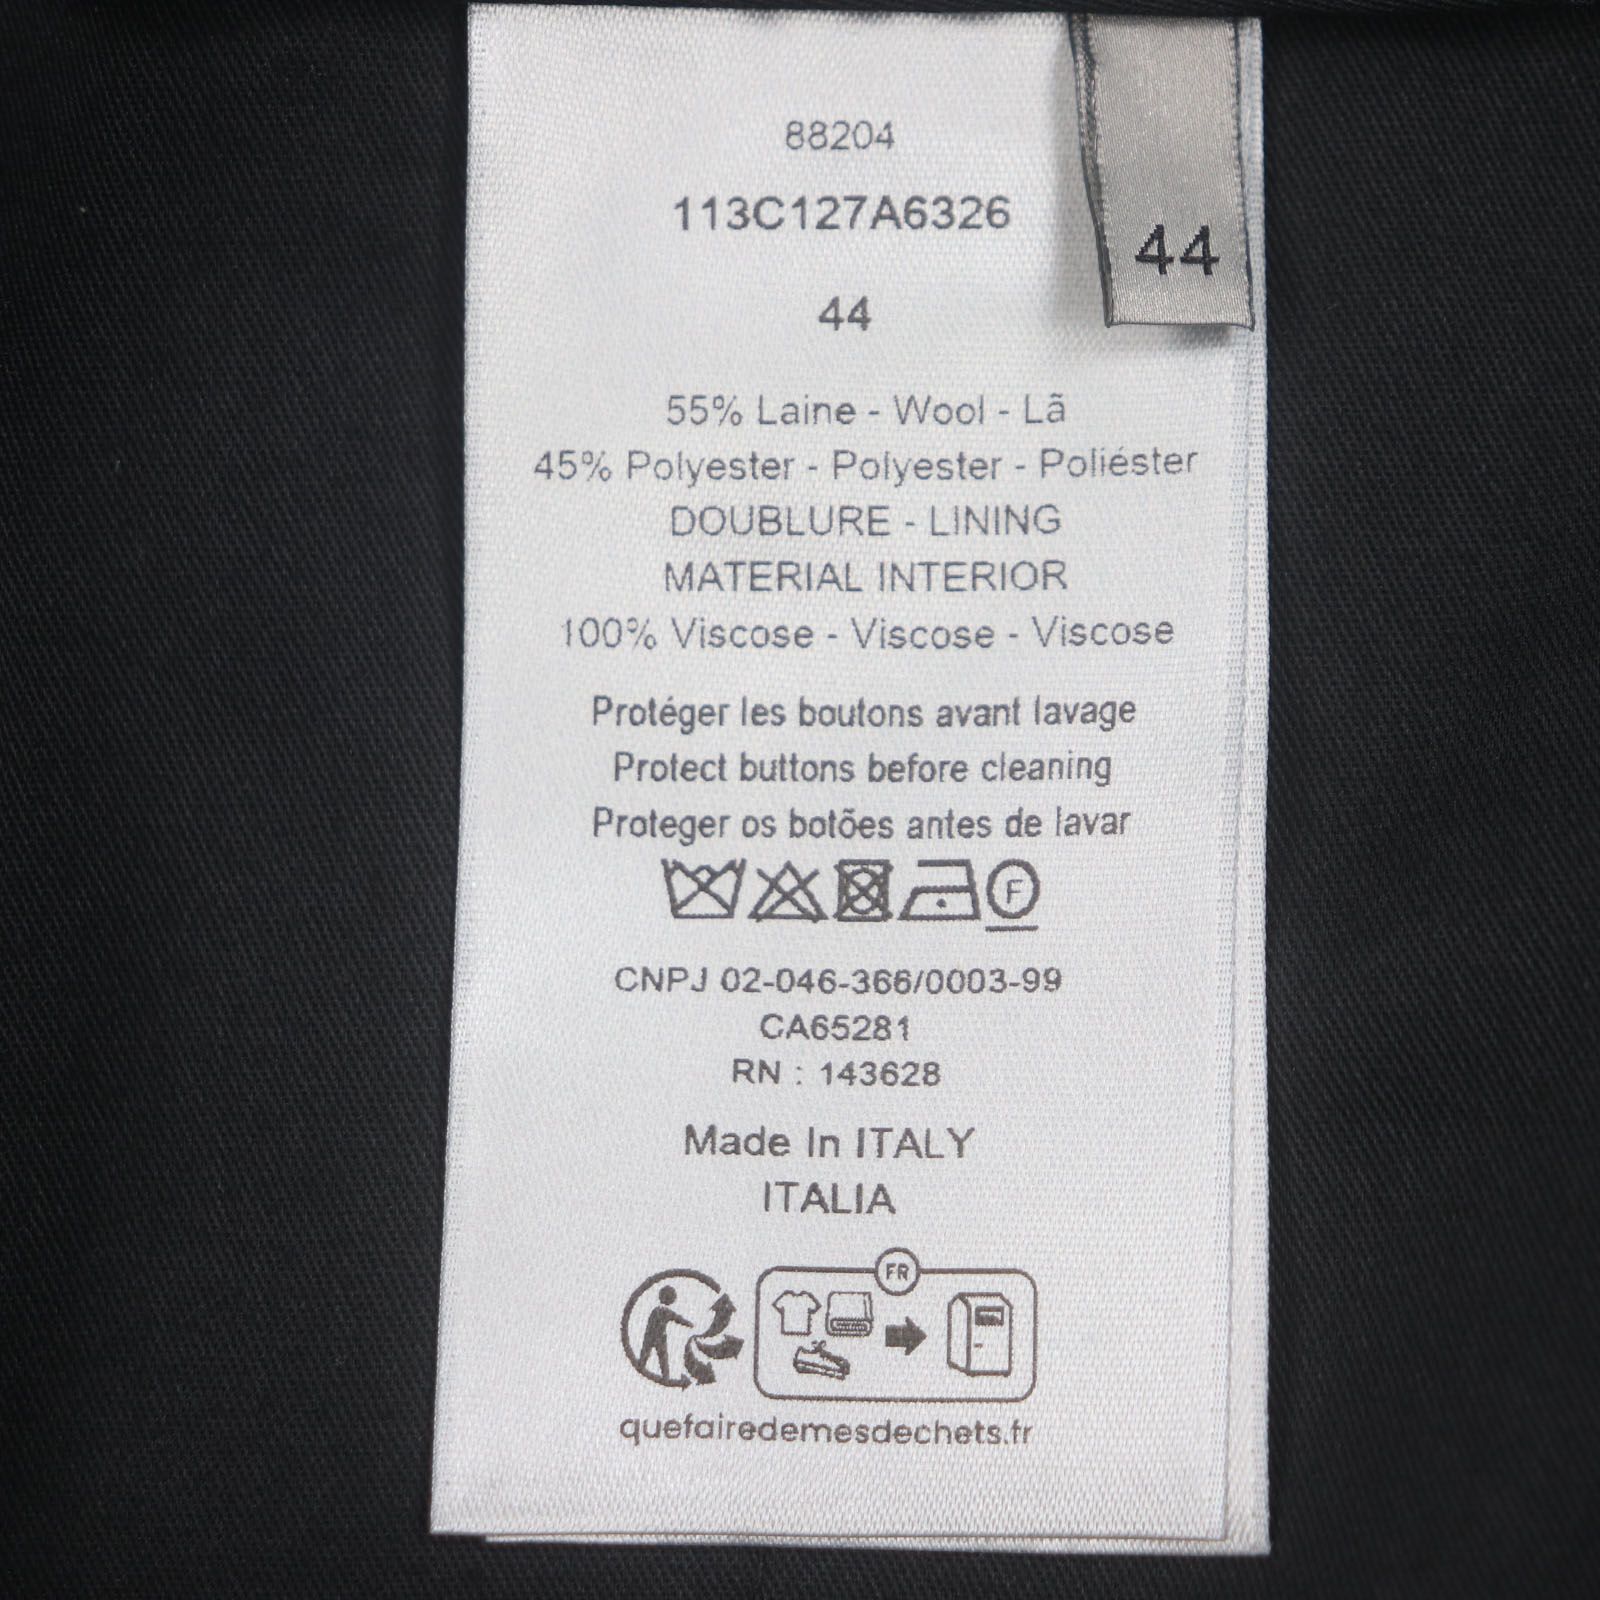 88204
113C127A6326
44
44
55% Laine - Wool - Lã
45% Polyester - Polyester - Poliéster
DOUBLURE - LINING
MATERIAL INTERIOR
100% Viscose - Viscose - Viscose
Protéger les boutons avant lavage
Protect buttons before cleaning
Proteger os botões antes de lavar
F
CNPJ 02-046-366/0003-99
CA65281
RN : 143628
Made In ITALY
ITALIA
FR
quefairedemesdechets.fr